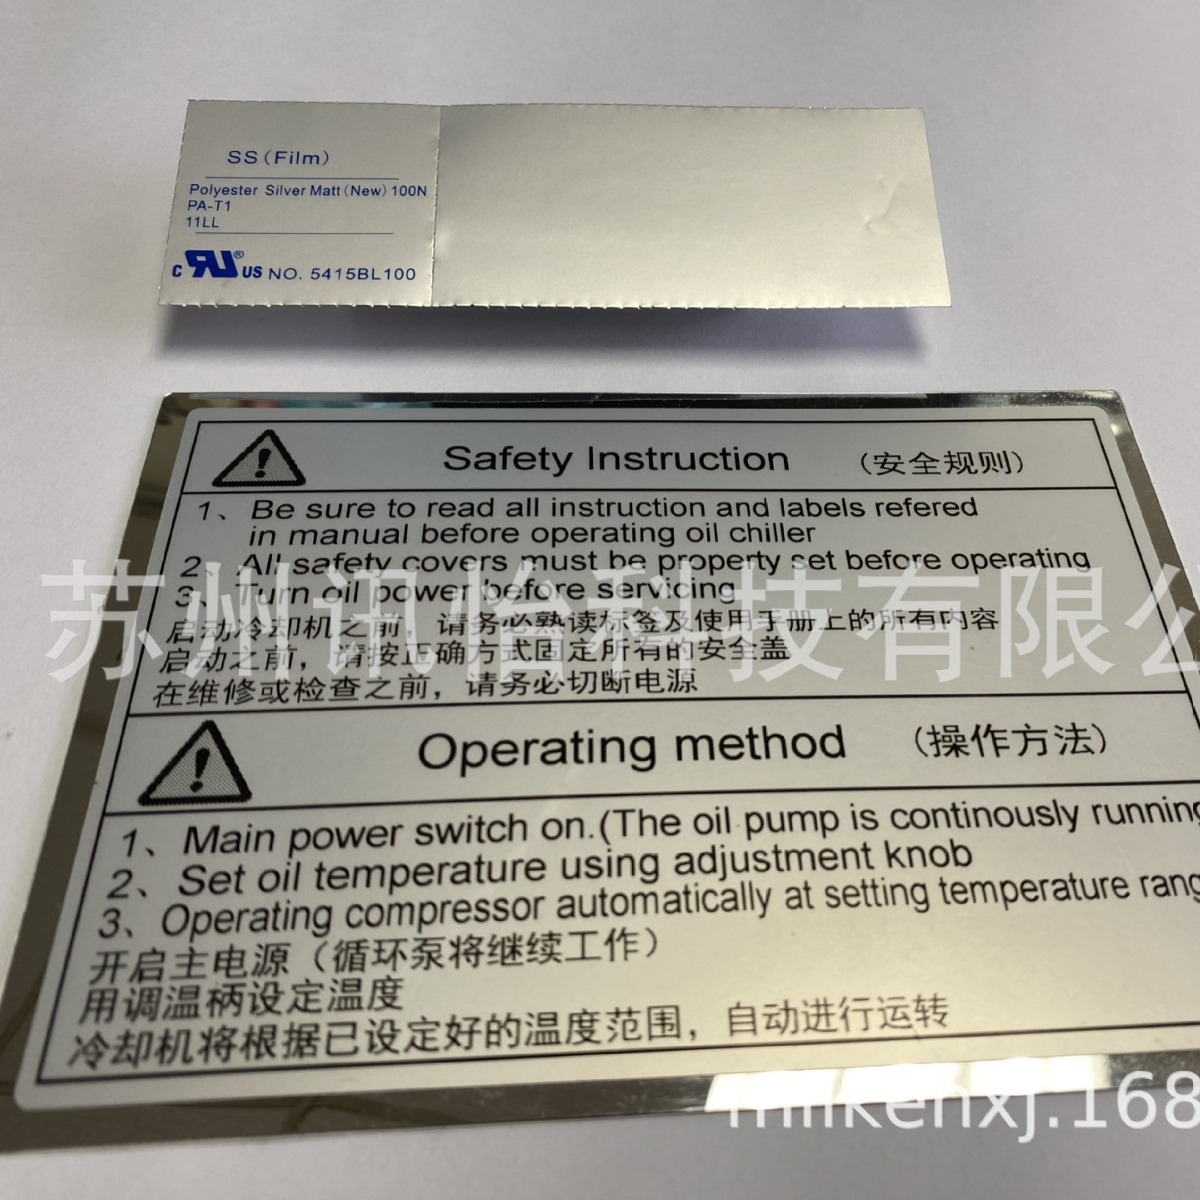 SS(Film)
Polyester Silver Matt(New)100N
PA-T1
11LL
c RU® US NO. 5415BL100
Safety Instruction (安全规则)
1、Be sure to read all instruction and labels refered
in manual before operating oil chiller
2、All safety covers must be property set before operating
3、Turn oil power before servicing
启动冷却机之前，请务必熟读标签及使用手册上的所有内容
启动之前，请按正确方式固定所有的安全盖
在维修或检查之前，请务必切断电源
苏州讯怡科技有限公
Operating method (操作方法)
1、Main power switch on.(The oil pump is continously running
2、Set oil temperature using adjustment knob
3、Operating compressor automatically at setting temperature rang
开启主电源（循环泵将继续工作）
用调温柄设定温度
冷却机将根据已设定好的温度范围，自动进行运转
miikenxj.168